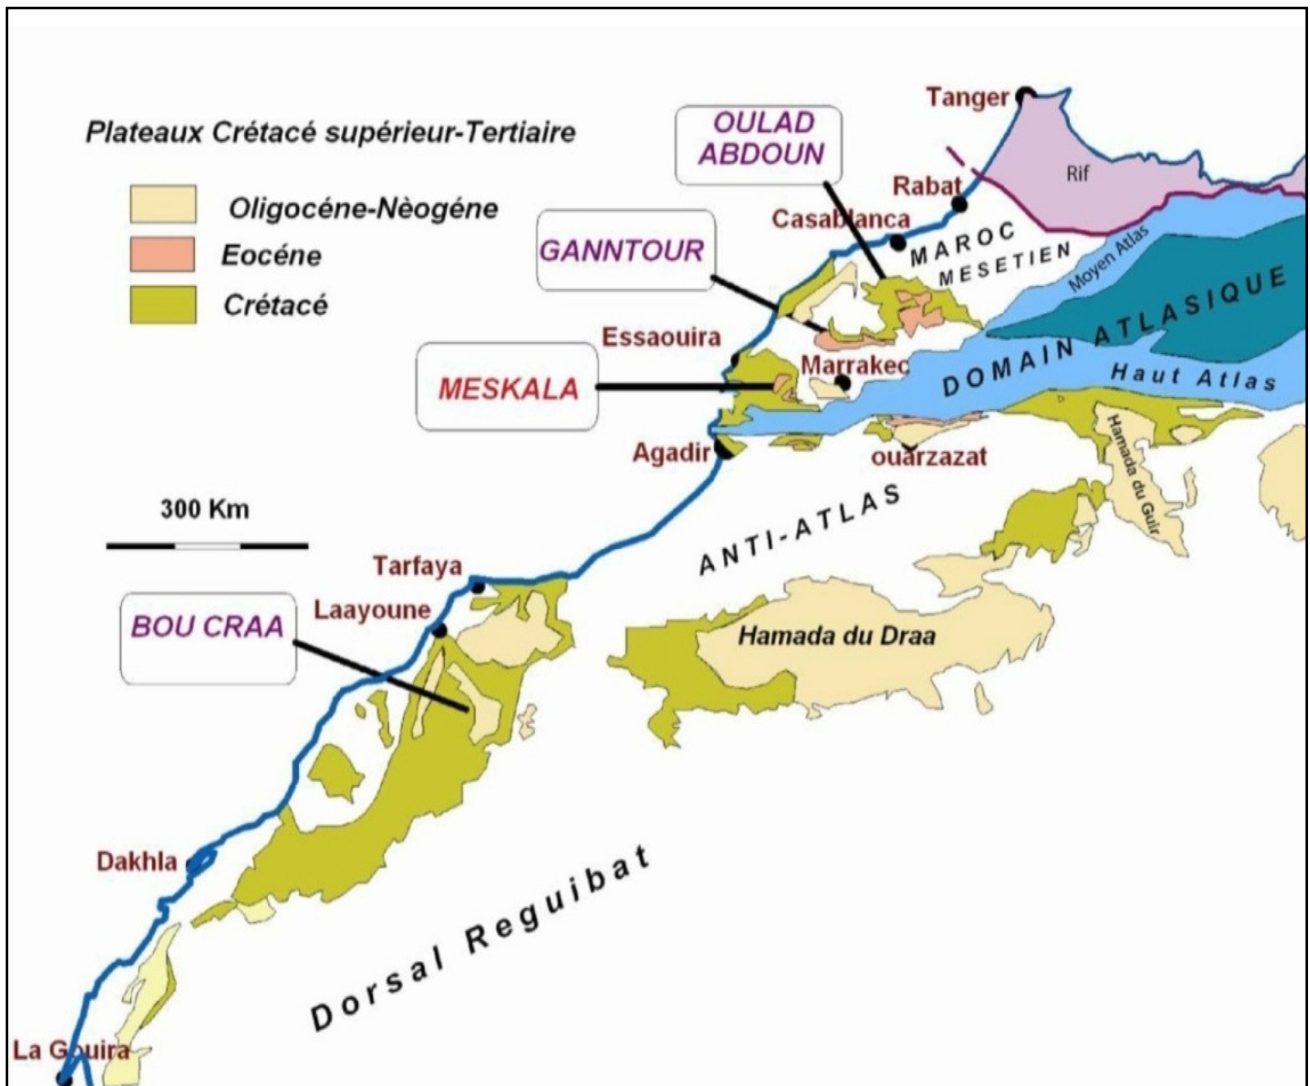 Tanger
OULAD
ABDOUN
Plateaux Crétacé supérieur-Tertiaire
Rif
Rabat
Oligocéne-Nèogéne
Casablanca
GANNTOUR
MAROC
MESETIEN
Eocéne
Moyen Atlas
Crétacé
Essaouira
Marrakec
DOMAIN ATLASIQUE
Haut Atlas
MESKALA
Agadir
ouarzazat
Hamada du Guir
300 Km
ANTI-ATLAS
Tarfaya
Laayoune
BOU CRAA
Hamada du Draa
Dakhla
Dorsal Reguibat
La Gouira